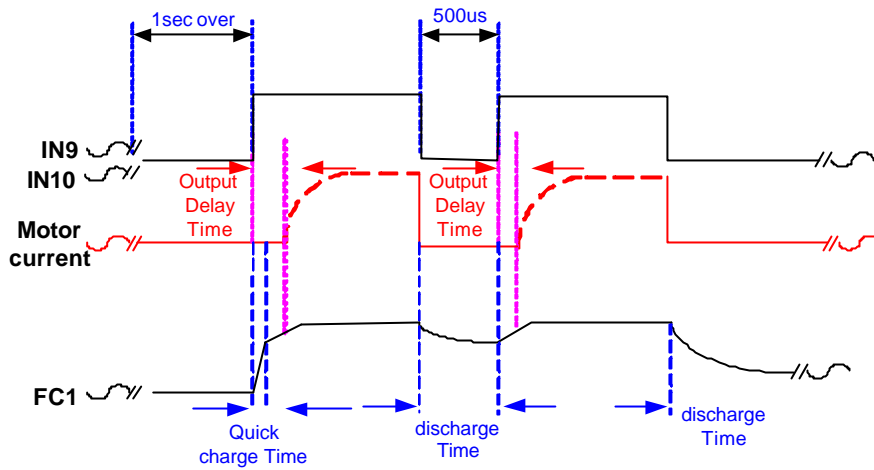 1sec over
500us
IN9
IN10
Output
Delay
Time
Output
Delay
Time
Motor
current
FC1
Quick
charge Time
discharge
Time
discharge
Time